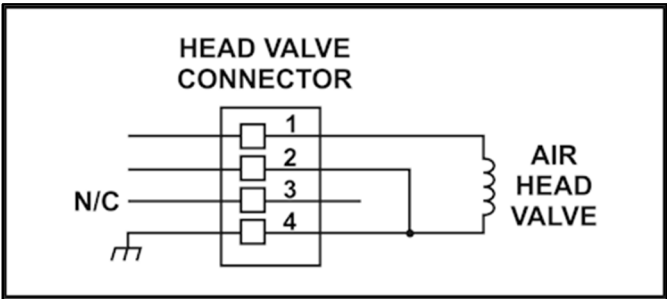 HEAD VALVE
CONNECTOR
1
2
N/C 3
4
AIR
HEAD
VALVE